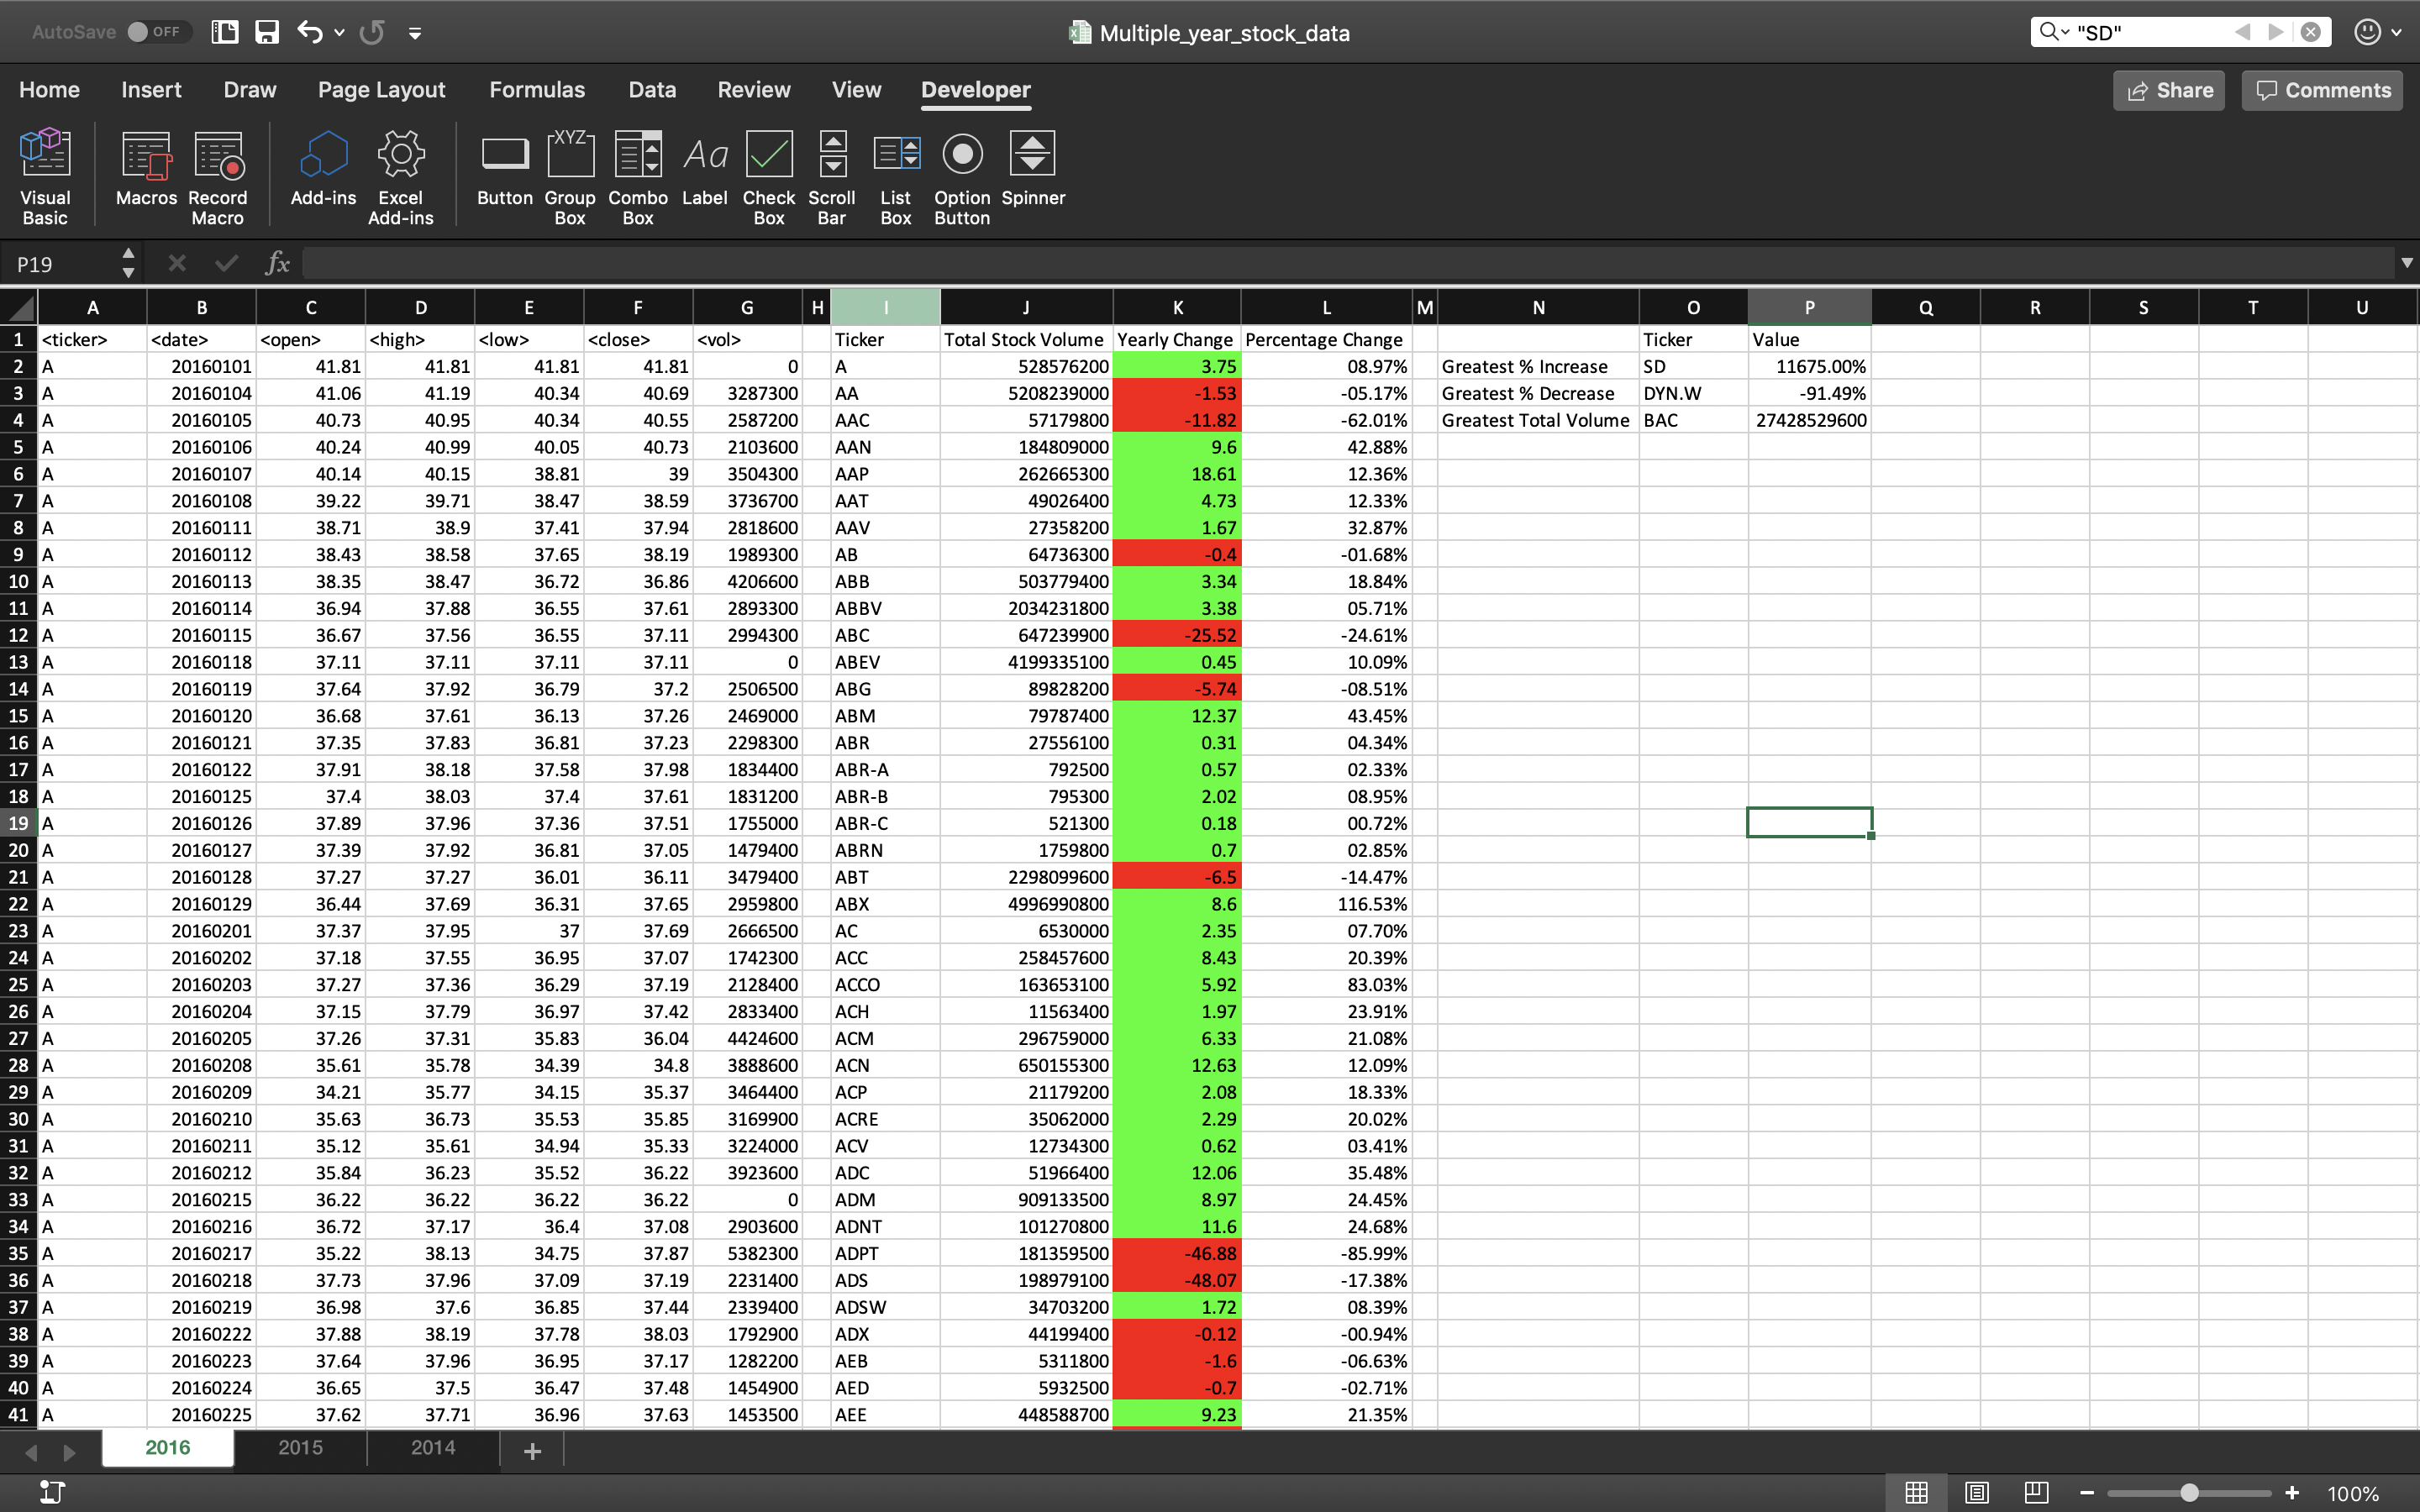 AutoSave OFF Multiple_year_stock_data "SD"
Home Insert Draw Page Layout Formulas Data Review View Developer Share Comments
Visual Basic Macros Record Macro Add-ins Excel Add-ins Button Group Box Combo Box Label Check Box Scroll Bar List Box Option Button Spinner
XYZ Aa
P19 fx
A B C D E F G H I J K L M N O P Q R S T U
1 <ticker> <date> <open> <high> <low> <close> <vol> Ticker Total Stock Volume Yearly Change Percentage Change Ticker Value
2 A 20160101 41.81 41.81 41.81 41.81 0 A 528576200 3.75 08.97% Greatest % Increase SD 11675.00%
3 A 20160104 41.06 41.19 40.34 40.69 3287300 AA 5208239000 -1.53 -05.17% Greatest % Decrease DYN.W -91.49%
4 A 20160105 40.73 40.95 40.34 40.55 2587200 AAC 57179800 -11.82 -62.01% Greatest Total Volume BAC 27428529600
5 A 20160106 40.24 40.99 40.05 40.73 2103600 AAN 184809000 9.6 42.88%
6 A 20160107 40.14 40.15 38.81 39 3504300 AAP 262665300 18.61 12.36%
7 A 20160108 39.22 39.71 38.47 38.59 3736700 AAT 49026400 4.73 12.33%
8 A 20160111 38.71 38.9 37.41 37.94 2818600 AAV 27358200 1.67 32.87%
9 A 20160112 38.43 38.58 37.65 38.19 1989300 AB 64736300 -0.4 -01.68%
10 A 20160113 38.35 38.47 36.72 36.86 4206600 ABB 503779400 3.34 18.84%
11 A 20160114 36.94 37.88 36.55 37.61 2893300 ABBV 2034231800 3.38 05.71%
12 A 20160115 36.67 37.56 36.55 37.11 2994300 ABC 647239900 -25.52 -24.61%
13 A 20160118 37.11 37.11 37.11 37.11 0 ABEV 4199335100 0.45 10.09%
14 A 20160119 37.64 37.92 36.79 37.2 2506500 ABG 89828200 -5.74 -08.51%
15 A 20160120 36.68 37.61 36.13 37.26 2469000 ABM 79787400 12.37 43.45%
16 A 20160121 37.35 37.83 36.81 37.23 2298300 ABR 27556100 0.31 04.34%
17 A 20160122 37.91 38.18 37.58 37.98 1834400 ABR-A 792500 0.57 02.33%
18 A 20160125 37.4 38.03 37.4 37.61 1831200 ABR-B 795300 2.02 08.95%
19 A 20160126 37.89 37.96 37.36 37.51 1755000 ABR-C 521300 0.18 00.72%
20 A 20160127 37.39 37.92 36.81 37.05 1479400 ABRN 1759800 0.7 02.85%
21 A 20160128 37.27 37.27 36.01 36.11 3479400 ABT 2298099600 -6.5 -14.47%
22 A 20160129 36.44 37.69 36.31 37.65 2959800 ABX 4996990800 8.6 116.53%
23 A 20160201 37.37 37.95 37 37.69 2666500 AC 6530000 2.35 07.70%
24 A 20160202 37.18 37.55 36.95 37.07 1742300 ACC 258457600 8.43 20.39%
25 A 20160203 37.27 37.36 36.29 37.19 2128400 ACCO 163653100 5.92 83.03%
26 A 20160204 37.15 37.79 36.97 37.42 2833400 ACH 11563400 1.97 23.91%
27 A 20160205 37.26 37.31 35.83 36.04 4424600 ACM 296759000 6.33 21.08%
28 A 20160208 35.61 35.78 34.39 34.8 3888600 ACN 650155300 12.63 12.09%
29 A 20160209 34.21 35.77 34.15 35.37 3464400 ACP 21179200 2.08 18.33%
30 A 20160210 35.63 36.73 35.53 35.85 3169900 ACRE 35062000 2.29 20.02%
31 A 20160211 35.12 35.61 34.94 35.33 3224000 ACV 12734300 0.62 03.41%
32 A 20160212 35.84 36.23 35.52 36.22 3923600 ADC 51966400 12.06 35.48%
33 A 20160215 36.22 36.22 36.22 36.22 0 ADM 909133500 8.97 24.45%
34 A 20160216 36.72 37.17 36.4 37.08 2903600 ADNT 101270800 11.6 24.68%
35 A 20160217 35.22 38.13 34.75 37.87 5382300 ADPT 181359500 -46.88 -85.99%
36 A 20160218 37.73 37.96 37.09 37.19 2231400 ADS 198979100 -48.07 -17.38%
37 A 20160219 36.98 37.6 36.85 37.44 2339400 ADSW 34703200 1.72 08.39%
38 A 20160222 37.88 38.19 37.78 38.03 1792900 ADX 44199400 -0.12 -00.94%
39 A 20160223 37.64 37.96 36.95 37.17 1282200 AEB 5311800 -1.6 -06.63%
40 A 20160224 36.65 37.5 36.47 37.48 1454900 AED 5932500 -0.7 -02.71%
41 A 20160225 37.62 37.71 36.96 37.63 1453500 AEE 448588700 9.23 21.35%
2016 2015 2014 +
100%